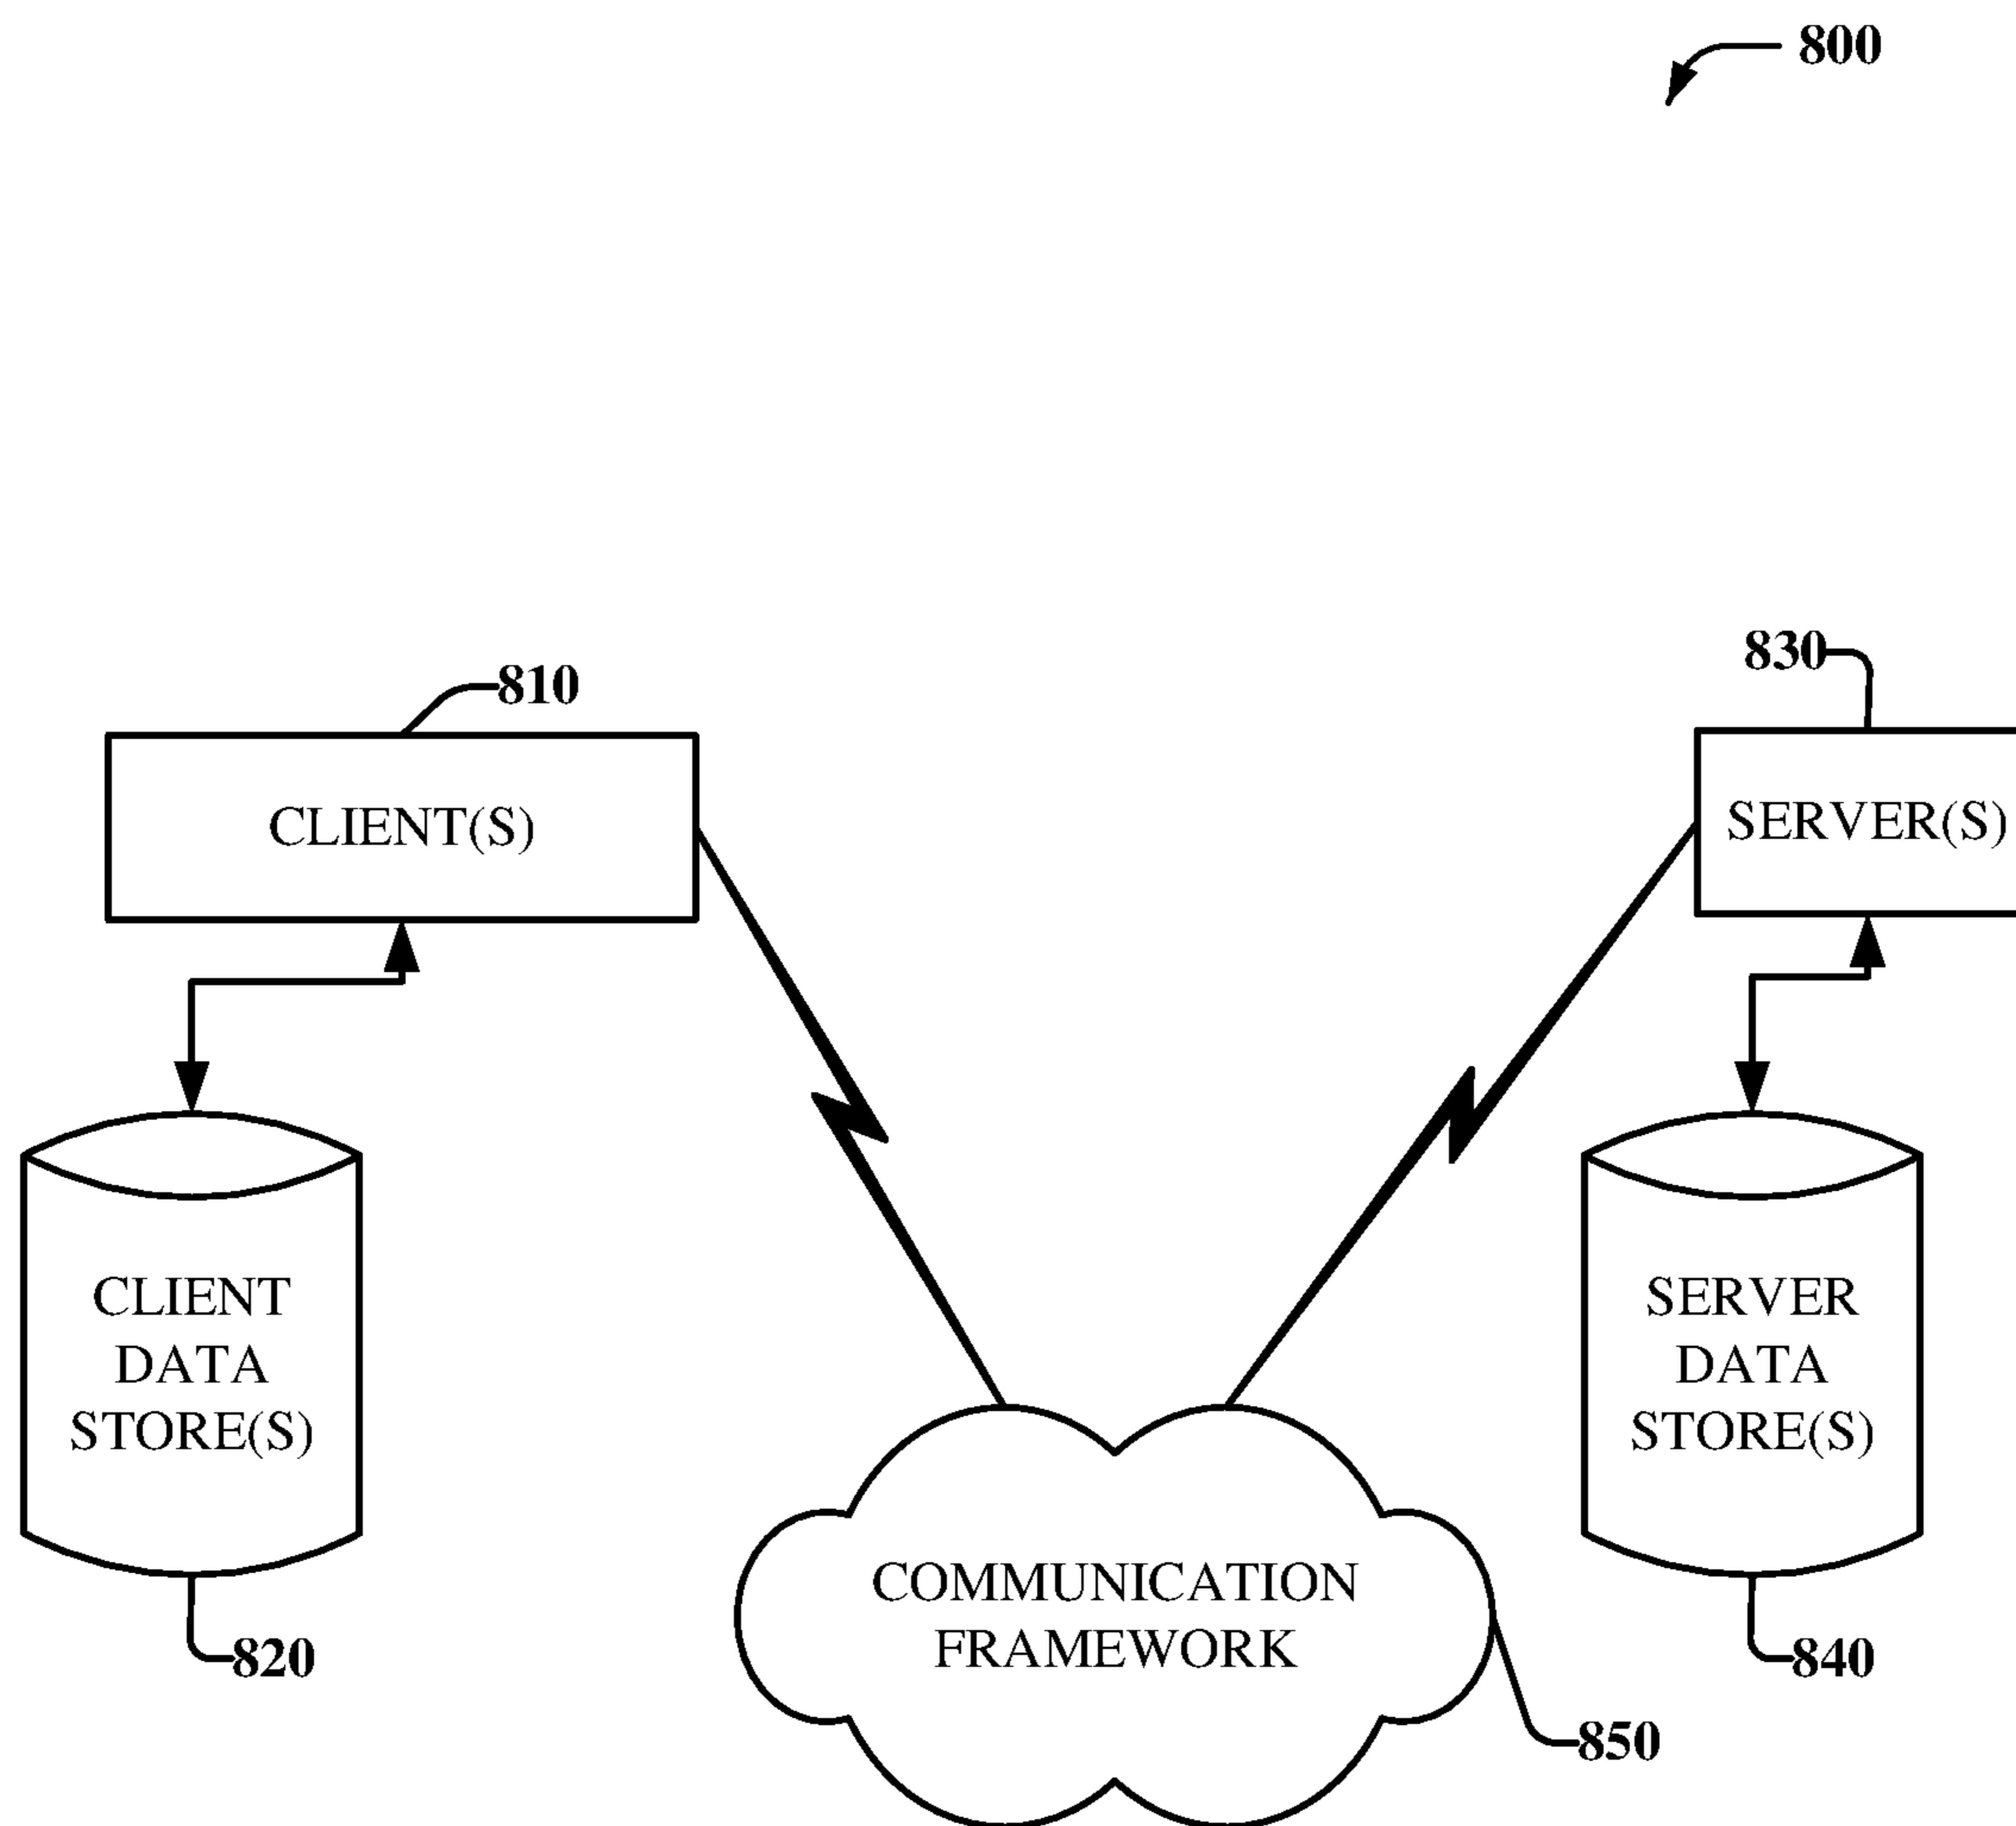 800
810
830
CLIENT(S)
SERVER(S)
CLIENT
DATA
STORE(S)
SERVER
DATA
STORE(S)
COMMUNICATION
FRAMEWORK
820
840
850